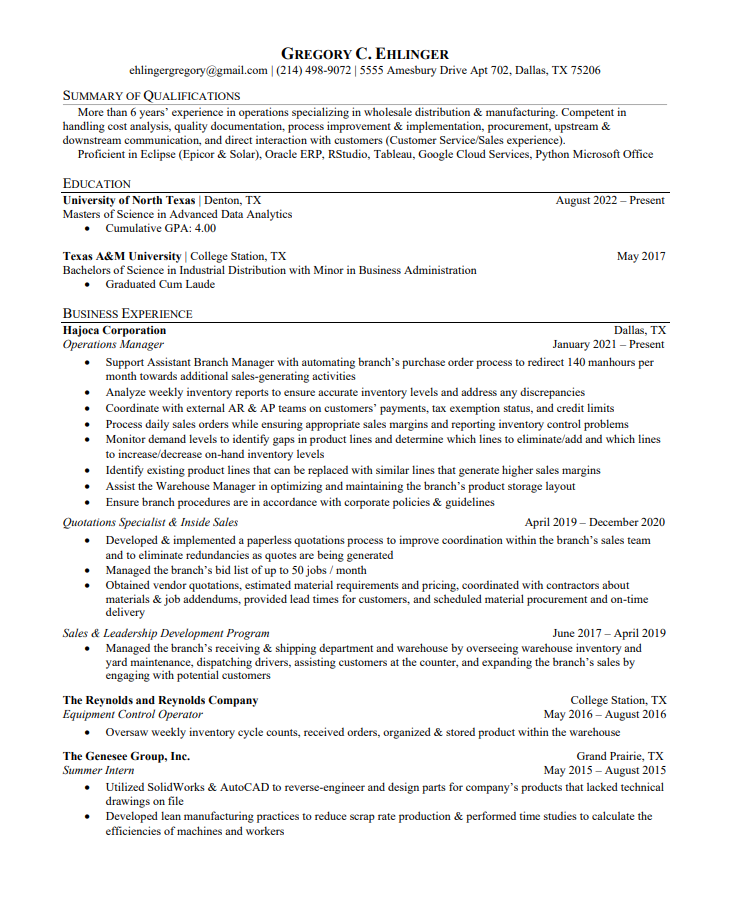 GREGORY C. EHLINGER
ehlingergregory@gmail.com | (214) 498-9072 | 5555 Amesbury Drive Apt 702, Dallas, TX 75206
SUMMARY OF QUALIFICATIONS
More than 6 years' experience in operations specializing in wholesale distribution & manufacturing. Competent in
handling cost analysis, quality documentation, process improvement & implementation, procurement, upstream &
downstream communication, and direct interaction with customers (Customer Service/Sales experience).
Proficient in Eclipse (Epicor & Solar), Oracle ERP, RStudio, Tableau, Google Cloud Services, Python Microsoft Office
EDUCATION
University of North Texas | Denton, TX August 2022 – Present
Masters of Science in Advanced Data Analytics
• Cumulative GPA: 4.00
Texas A&M University | College Station, TX May 2017
Bachelors of Science in Industrial Distribution with Minor in Business Administration
• Graduated Cum Laude
BUSINESS EXPERIENCE
Hajoca Corporation Dallas, TX
Operations Manager January 2021 – Present
• Support Assistant Branch Manager with automating branch's purchase order process to redirect 140 manhours per
month towards additional sales-generating activities
• Analyze weekly inventory reports to ensure accurate inventory levels and address any discrepancies
• Coordinate with external AR & AP teams on customers' payments, tax exemption status, and credit limits
• Process daily sales orders while ensuring appropriate sales margins and reporting inventory control problems
• Monitor demand levels to identify gaps in product lines and determine which lines to eliminate/add and which lines
to increase/decrease on-hand inventory levels
• Identify existing product lines that can be replaced with similar lines that generate higher sales margins
• Assist the Warehouse Manager in optimizing and maintaining the branch's product storage layout
• Ensure branch procedures are in accordance with corporate policies & guidelines
Quotations Specialist & Inside Sales April 2019 – December 2020
• Developed & implemented a paperless quotations process to improve coordination within the branch's sales team
and to eliminate redundancies as quotes are being generated
• Managed the branch's bid list of up to 50 jobs / month
• Obtained vendor quotations, estimated material requirements and pricing, coordinated with contractors about
materials & job addendums, provided lead times for customers, and scheduled material procurement and on-time
delivery
Sales & Leadership Development Program June 2017 – April 2019
• Managed the branch's receiving & shipping department and warehouse by overseeing warehouse inventory and
yard maintenance, dispatching drivers, assisting customers at the counter, and expanding the branch's sales by
engaging with potential customers
The Reynolds and Reynolds Company College Station, TX
Equipment Control Operator May 2016 – August 2016
• Oversaw weekly inventory cycle counts, received orders, organized & stored product within the warehouse
The Genesee Group, Inc. Grand Prairie, TX
Summer Intern May 2015 – August 2015
• Utilized SolidWorks & AutoCAD to reverse-engineer and design parts for company's products that lacked technical
drawings on file
• Developed lean manufacturing practices to reduce scrap rate production & performed time studies to calculate the
efficiencies of machines and workers